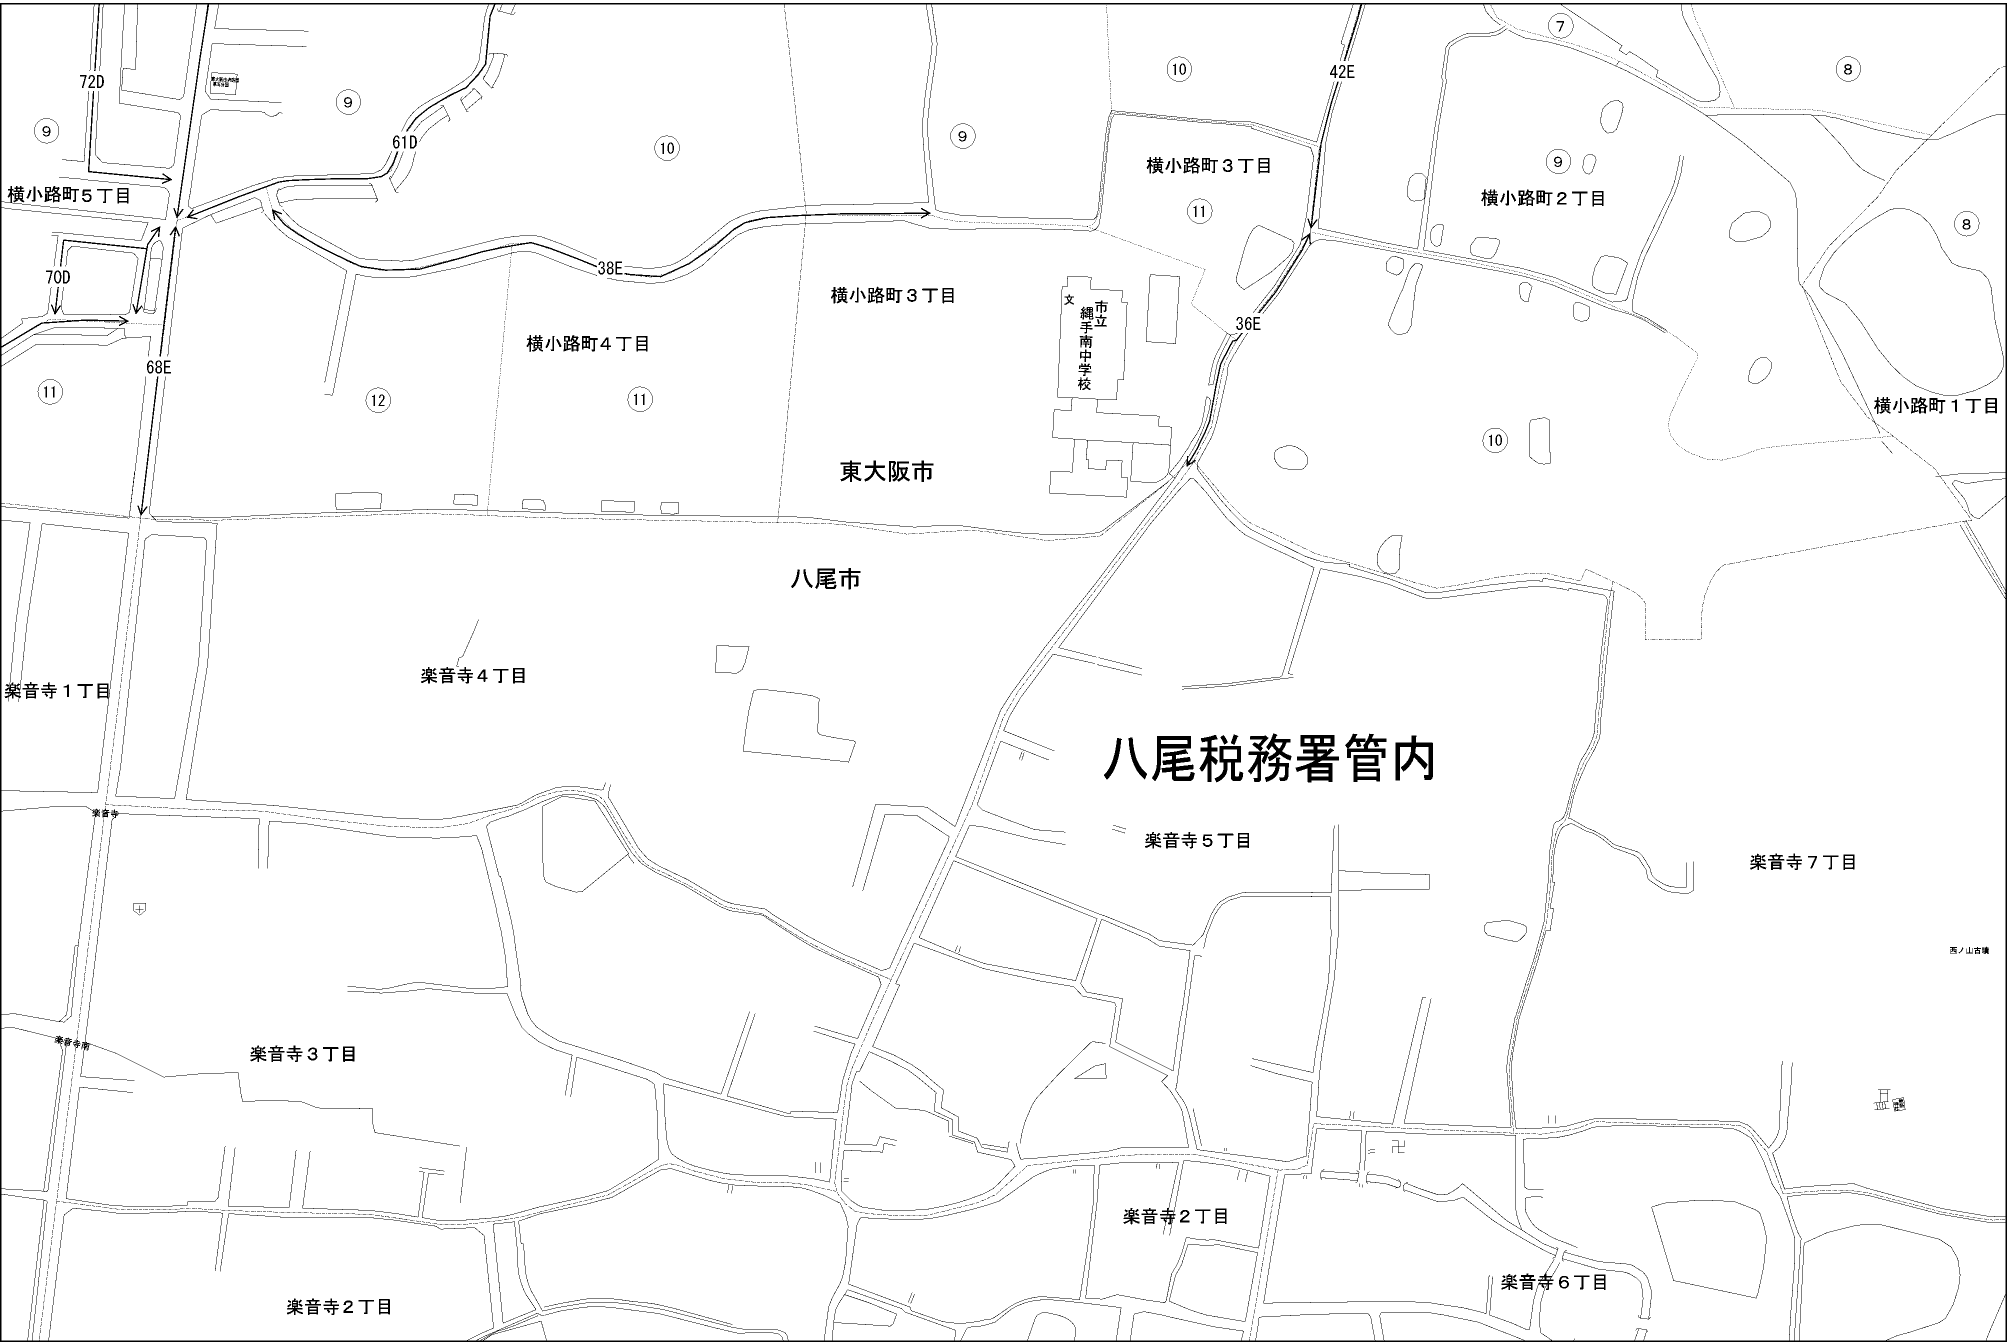 72D
⑨
横小路町５丁目
⑨
61D
⑩
⑨
⑩
42E
⑦
⑧
横小路町３丁目
⑪
⑨
横小路町２丁目
⑧
70D
38E
横小路町３丁目
文
市立
縄手南中学校
36E
68E
横小路町４丁目
⑪
⑫
⑪
横小路町１丁目
⑩
東大阪市
八尾市
楽音寺１丁目
楽音寺４丁目
八尾税務署管内
楽音寺
楽音寺５丁目
楽音寺７丁目
西ノ山古墳
楽音寺南
楽音寺３丁目
楽音寺２丁目
楽音寺６丁目
楽音寺２丁目